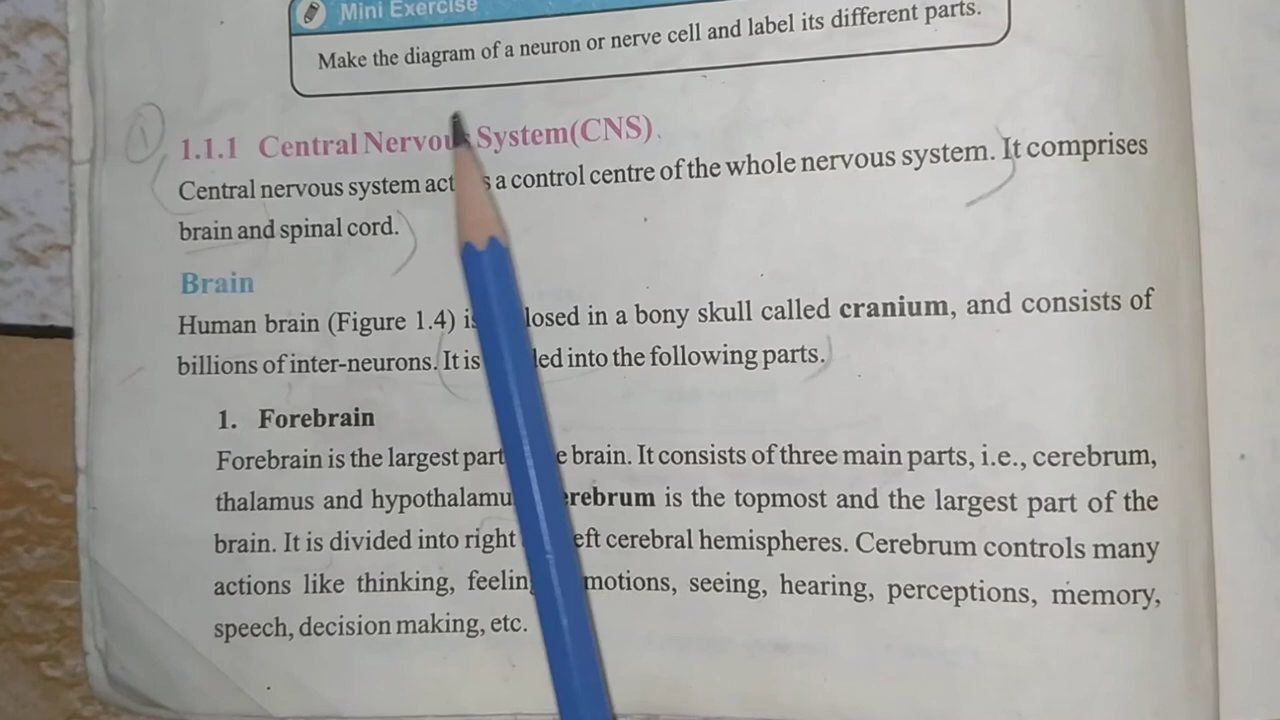 Mini Exercise
Make the diagram of a neuron or nerve cell and label its different parts.
1
1.1.1 Central Nervous System(CNS)
Central nervous system act s a control centre of the whole nervous system. It comprises
brain and spinal cord.
Brain
Human brain (Figure 1.4) losed in a bony skull called cranium, and consists of
billions of inter-neurons. It is led into the following parts.
1. Forebrain
Forebrain is the largest part e brain. It consists of three main parts, i.e., cerebrum,
thalamus and hypothalamu erebrum is the topmost and the largest part of the
brain. It is divided into right eft cerebral hemispheres. Cerebrum controls many
actions like thinking, feelin motions, seeing, hearing, perceptions, memory,
speech, decision making, etc.